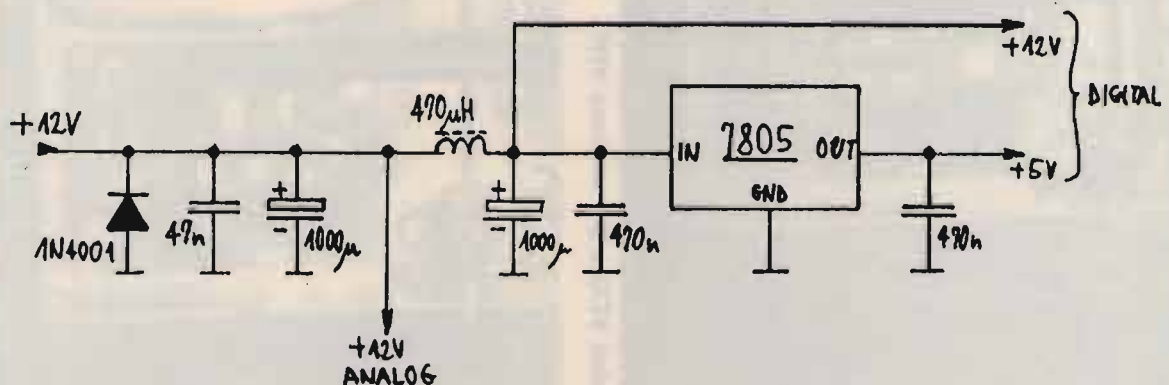 +12V
DIGITAL
+12V
470µH
7805
IN
OUT
GND
+5V
1N4001
47n
+
-
1000µ
+
-
1000µ
470n
470n
+12V
ANALOG